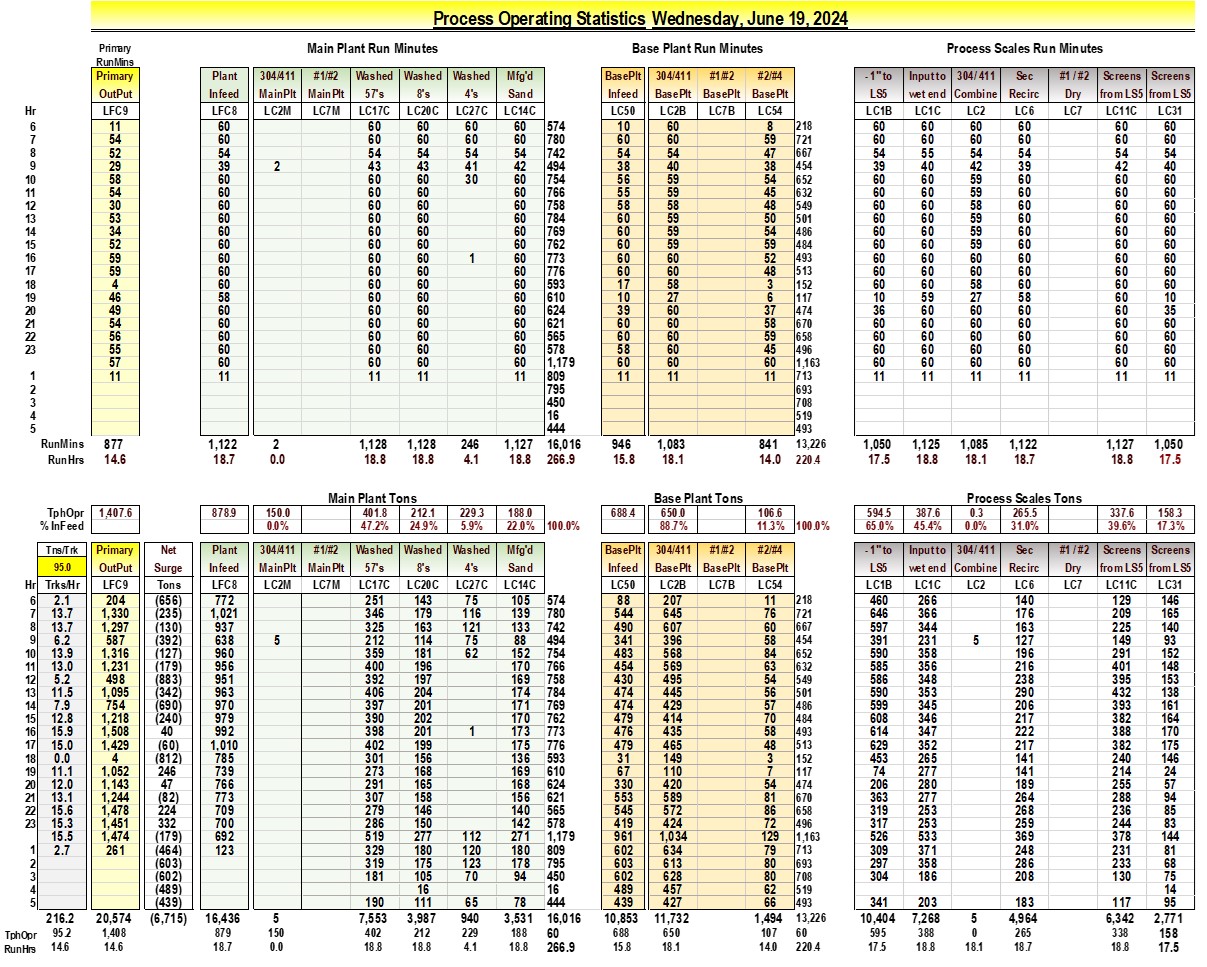 Process Operating Statistics Wednesday, June 19, 2024
Primary Main Plant Run Minutes Base Plant Run Minutes Process Scales Run Minutes
RunMins
Primary Plant 304/411 #1/#2 Washed Washed Washed Mfg'd BasePlt 304/411 #1/#2 #2/#4 - 1" to Input to 304/ 411 Sec #1 / #2 Screens Screens
OutPut Infeed MainPlt MainPlt 57's 8's 4's Sand Infeed BasePlt BasePlt BasePlt LS5 wet end Combine Recirc Dry from LS5 from LS5
Hr LFC9 LFC8 LC2M LC7M LC17C LC20C LC27C LC14C LC50 LC2B LC7B LC54 LC1B LC1C LC2 LC6 LC7 LC11C LC31
6 11 60 60 60 60 60 574 10 60 8 218 60 60 60 60 60 60
7 54 60 60 60 60 60 780 60 60 59 721 60 60 60 60 60 60
8 52 54 54 54 54 54 742 54 54 47 667 54 55 54 54 54 54
9 29 39 2 43 43 41 42 494 38 40 38 454 39 40 42 39 42 40
10 58 60 60 60 30 60 754 56 59 54 652 60 60 59 60 60 60
11 54 60 60 60 60 766 55 59 45 632 60 60 59 60 60 60
12 30 60 60 60 60 758 58 58 48 549 60 60 58 60 60 60
13 53 60 60 60 60 784 60 59 50 501 60 60 59 60 60 60
14 34 60 60 60 60 769 60 60 54 486 60 60 60 60 60 60
15 52 60 60 60 60 762 60 59 59 484 60 60 59 60 60 60
16 59 60 60 60 1 60 773 60 60 52 493 60 60 60 60 60 60
17 59 60 60 60 60 776 60 60 48 513 60 60 60 60 60 60
18 4 60 60 60 60 593 17 58 3 152 60 60 58 60 60 60
19 46 58 60 60 60 610 10 27 6 117 10 59 27 58 60 10
20 49 60 60 60 60 624 39 60 37 474 36 60 60 60 60 35
21 54 60 60 60 60 621 60 60 58 670 60 60 60 60 60 60
22 56 60 60 60 60 565 60 60 59 658 60 60 60 60 60 60
23 55 60 60 60 60 578 58 60 45 496 60 60 60 60 60 60
57 60 60 60 60 1,179 60 60 60 1,163 60 60 60 60 60 60
1 11 11 11 11 11 809 11 11 11 713 11 11 11 11 11 11
2 795 693
3 450 708
4 16 519
5 444 493
RunMins 877 1,122 2 1,128 1,128 246 1,127 16,016 946 1,083 841 13,226 1,050 1,125 1,085 1,122 1,127 1,050
RunHrs 14.6 18.7 0.0 18.8 18.8 4.1 18.8 266.9 15.8 18.1 14.0 220.4 17.5 18.8 18.1 18.7 18.8 17.5
Main Plant Tons Base Plant Tons Process Scales Tons
TphOpr 1,407.6 878.9 150.0 401.8 212.1 229.3 188.0 688.4 650.0 106.6 594.5 387.6 0.3 265.5 337.6 158.3
% InFeed 0.0% 47.2% 24.9% 5.9% 22.0% 100.0% 88.7% 11.3% 100.0% 65.0% 45.4% 0.0% 31.0% 39.6% 17.3%
Tns/Trk Primary Net Plant 304/411 #1/#2 Washed Washed Washed Mfg'd BasePlt 304/411 #1/#2 #2/#4 - 1" to Input to 304/ 411 Sec #1 / #2 Screens Screens
95.0 OutPut Surge Infeed MainPlt MainPlt 57's 8's 4's Sand Infeed BasePlt BasePlt BasePlt LS5 wet end Combine Recirc Dry from LS5 from LS5
Hr Trks/Hr LFC9 Tons LFC8 LC2M LC7M LC17C LC20C LC27C LC14C LC50 LC2B LC7B LC54 LC1B LC1C LC2 LC6 LC7 LC11C LC31
6 2.1 204 (656) 772 251 143 75 105 574 88 207 11 218 460 266 140 129 146
7 13.7 1,330 (235) 1,021 346 179 116 139 780 544 645 76 721 646 366 176 209 165
8 13.7 1,297 (130) 937 325 163 121 133 742 490 607 60 667 597 344 163 225 140
9 6.2 587 (392) 638 5 212 114 75 88 494 341 396 58 454 391 231 5 127 149 93
10 13.9 1,316 (127) 960 359 181 62 152 754 483 568 84 652 590 358 196 291 152
11 13.0 1,231 (179) 956 400 196 170 766 454 569 63 632 585 356 216 401 148
12 5.2 498 (883) 951 392 197 169 758 430 495 54 549 586 348 238 395 153
13 11.5 1,095 (342) 963 406 204 174 784 474 445 56 501 590 353 290 432 138
14 7.9 754 (690) 970 397 201 171 769 474 429 57 486 599 345 206 393 161
15 12.8 1,218 (240) 979 390 202 170 762 479 414 70 484 608 346 217 382 164
16 15.9 1,508 40 992 398 201 1 173 773 476 435 58 493 614 347 222 388 170
17 15.0 1,429 (60) 1,010 402 199 175 776 479 465 48 513 629 352 217 382 175
18 0.0 4 (812) 785 301 156 136 593 31 149 3 152 453 265 141 240 146
19 11.1 1,052 246 739 273 168 169 610 67 110 7 117 74 277 141 214 24
20 12.0 1,143 47 766 291 165 168 624 330 420 54 474 206 280 189 255 57
21 13.1 1,244 (82) 773 307 158 156 621 553 589 81 670 363 277 264 288 94
22 15.6 1,478 224 709 279 146 140 565 545 572 86 658 319 253 268 236 85
23 15.3 1,451 332 700 286 150 142 578 419 424 72 496 317 253 259 244 83
15.5 1,474 (179) 692 519 277 112 271 1,179 961 1,034 129 1,163 526 533 369 378 144
1 2.7 261 (464) 123 329 180 120 180 809 602 634 79 713 309 371 248 231 81
2 (603) 319 175 123 178 795 603 613 80 693 297 358 286 233 68
3 (602) 181 105 70 94 450 602 628 80 708 304 186 208 130 75
4 (489) 16 16 489 457 62 519 14
5 (439) 190 111 65 78 444 439 427 66 493 341 203 183 117 95
216.2 20,574 (6,715) 16,436 5 7,553 3,987 940 3,531 16,016 10,853 11,732 1,494 13,226 10,404 7,268 5 4,964 6,342 2,771
TphOpr 95.2 1,408 879 150 402 212 229 188 60 688 650 107 60 595 388 0 265 338 158
RunHrs 14.6 14.6 18.7 0.0 18.8 18.8 4.1 18.8 266.9 15.8 18.1 14.0 220.4 17.5 18.8 18.1 18.7 18.8 17.5